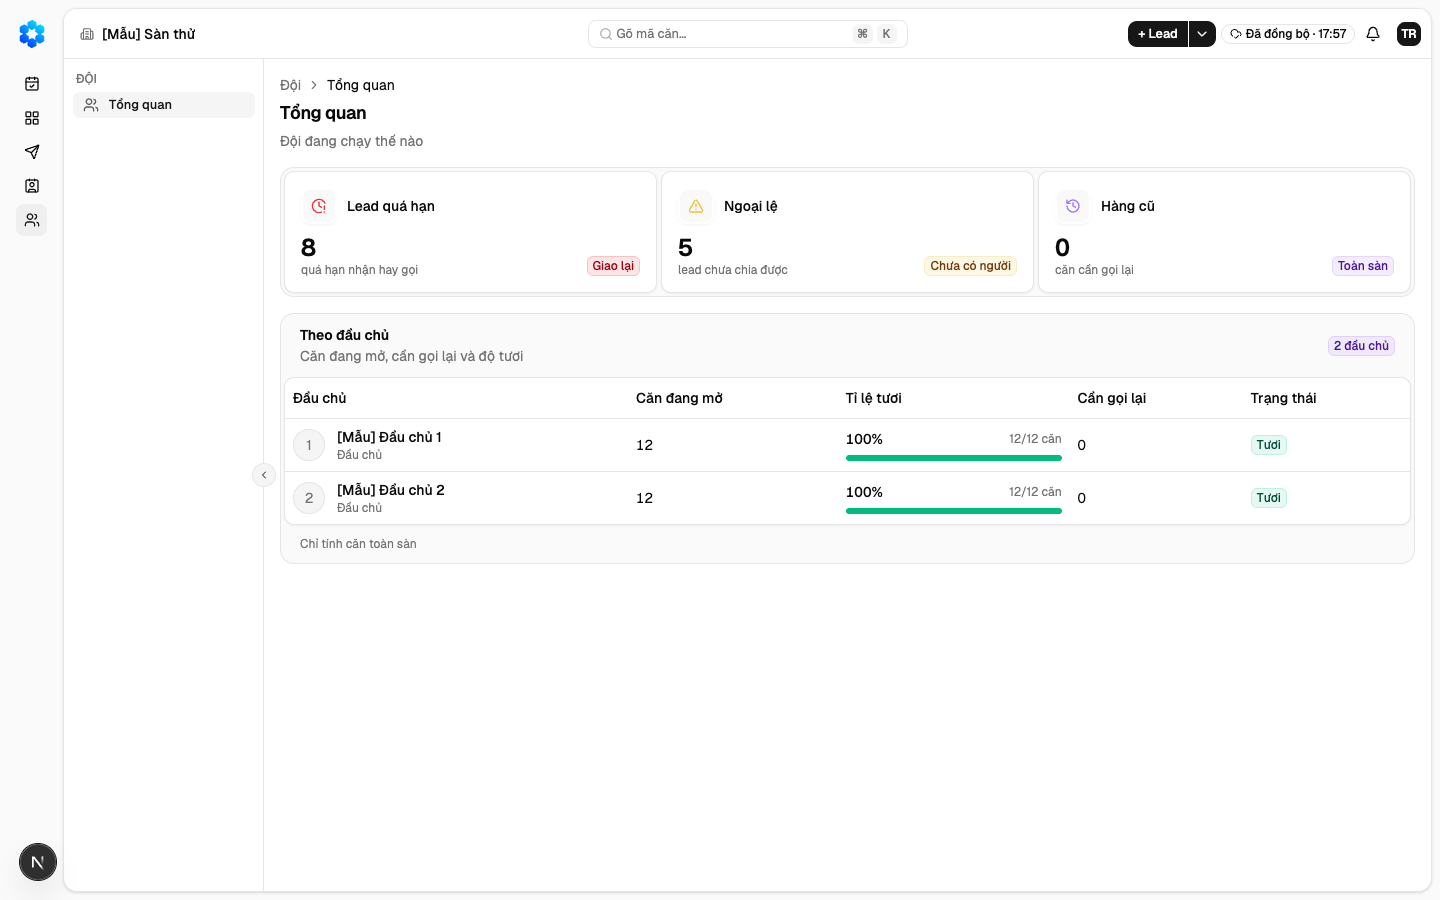 [Mẫu] Sàn thử
Gõ mã căn...
⌘ K
+ Lead
Đã đồng bộ · 17:57
TR
ĐỘI
Tổng quan
Đội > Tổng quan
Tổng quan
Đội đang chạy thế nào
Lead quá hạn
8
quá hạn nhận hay gọi
Giao lại
Ngoại lệ
5
lead chưa chia được
Chưa có người
Hàng cũ
0
căn cần gọi lại
Toàn sàn
Theo đầu chủ
Căn đang mở, cần gọi lại và độ tươi
2 đầu chủ
Đầu chủ Căn đang mở Tỉ lệ tươi Cần gọi lại Trạng thái
1 [Mẫu] Đầu chủ 1
Đầu chủ
12 100% 12/12 căn 0 Tươi
2 [Mẫu] Đầu chủ 2
Đầu chủ
12 100% 12/12 căn 0 Tươi
Chỉ tính căn toàn sàn
N